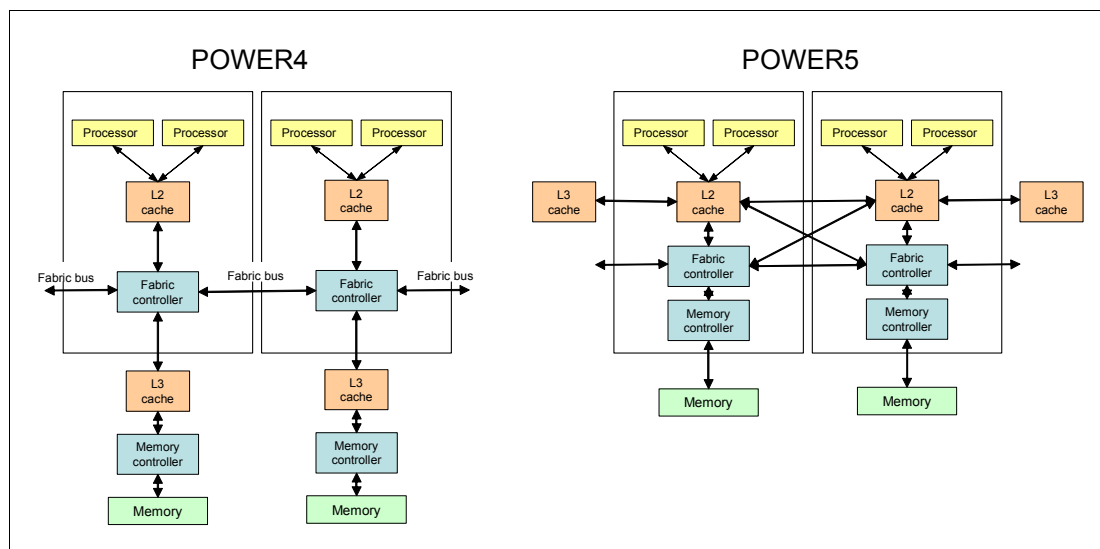 POWER4
POWER5
Processor
Processor
Processor
Processor
L2
cache
L2
cache
Fabric bus
Fabric
controller
Fabric bus
Fabric
controller
Fabric bus
L3
cache
L3
cache
Memory
controller
Memory
controller
Memory
Memory
Processor
Processor
Processor
Processor
L3
cache
L2
cache
L2
cache
L3
cache
Fabric
controller
Fabric
controller
Memory
controller
Memory
controller
Memory
Memory